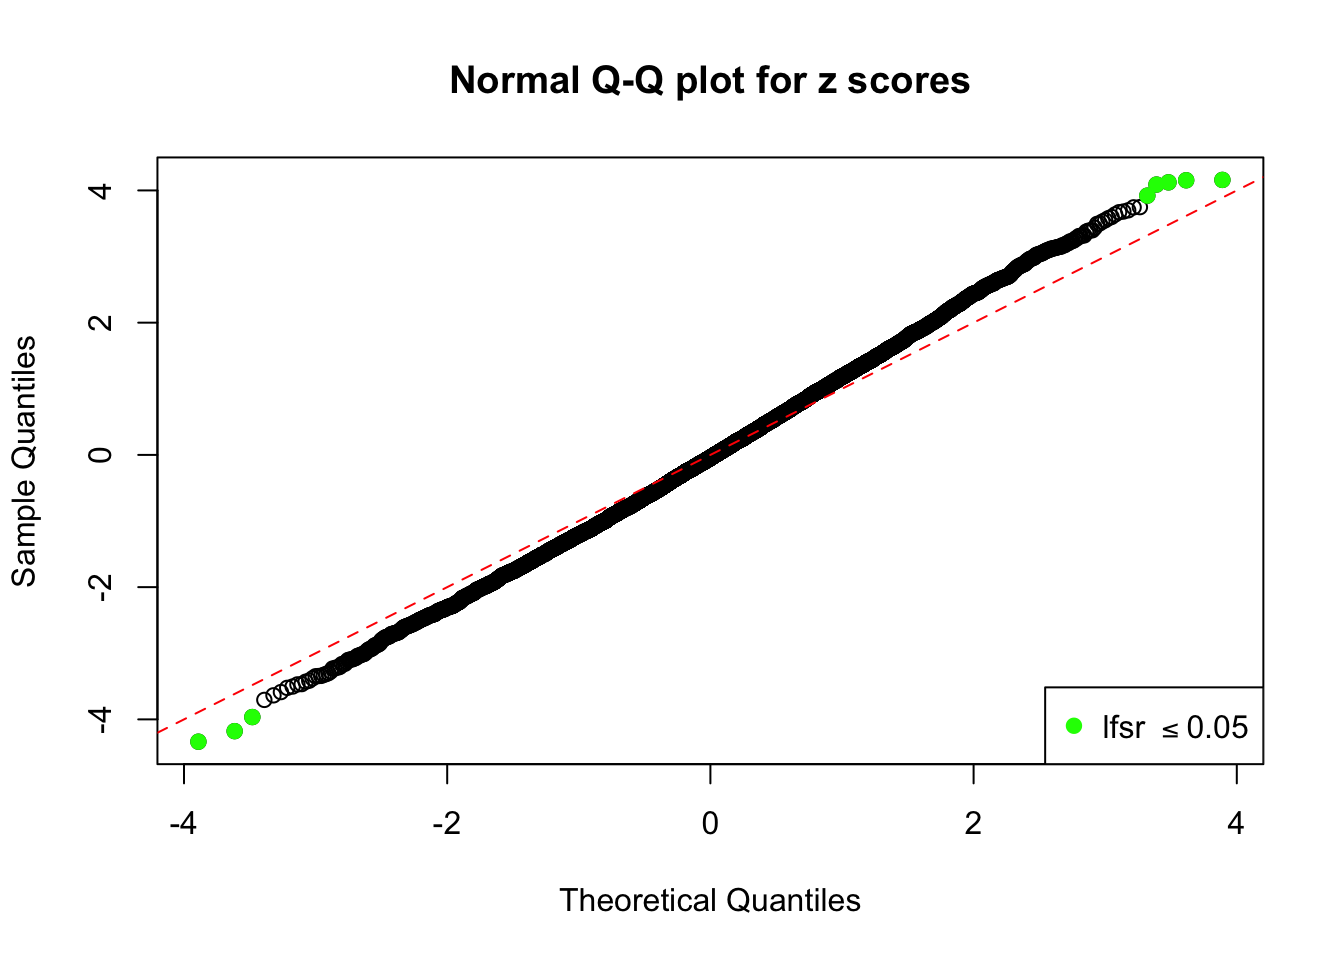 Normal Q-Q plot for z scores
Sample Quantiles
4
2
0
-2
-4
lfsr ≤ 0.05
-4 -2 0 2 4
Theoretical Quantiles